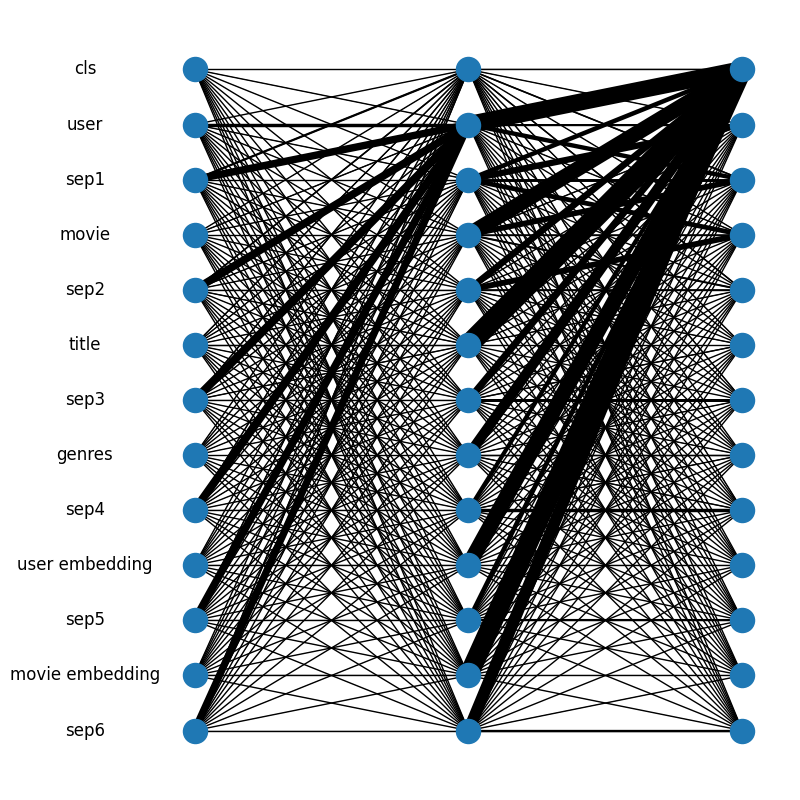 cls
user
sep1
movie
sep2
title
sep3
genres
sep4
user embedding
sep5
movie embedding
sep6